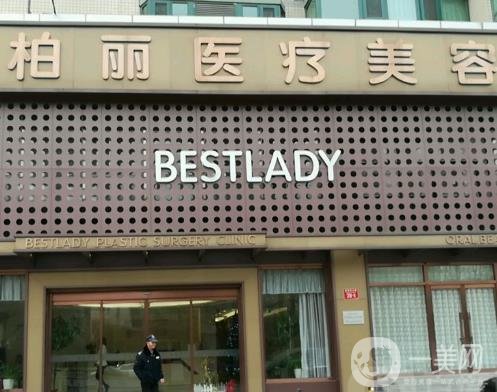 柏丽医疗美容
BESTLADY
BESTLADY PLASTIC SURGERY CLINIC
ORAL BE
一美网